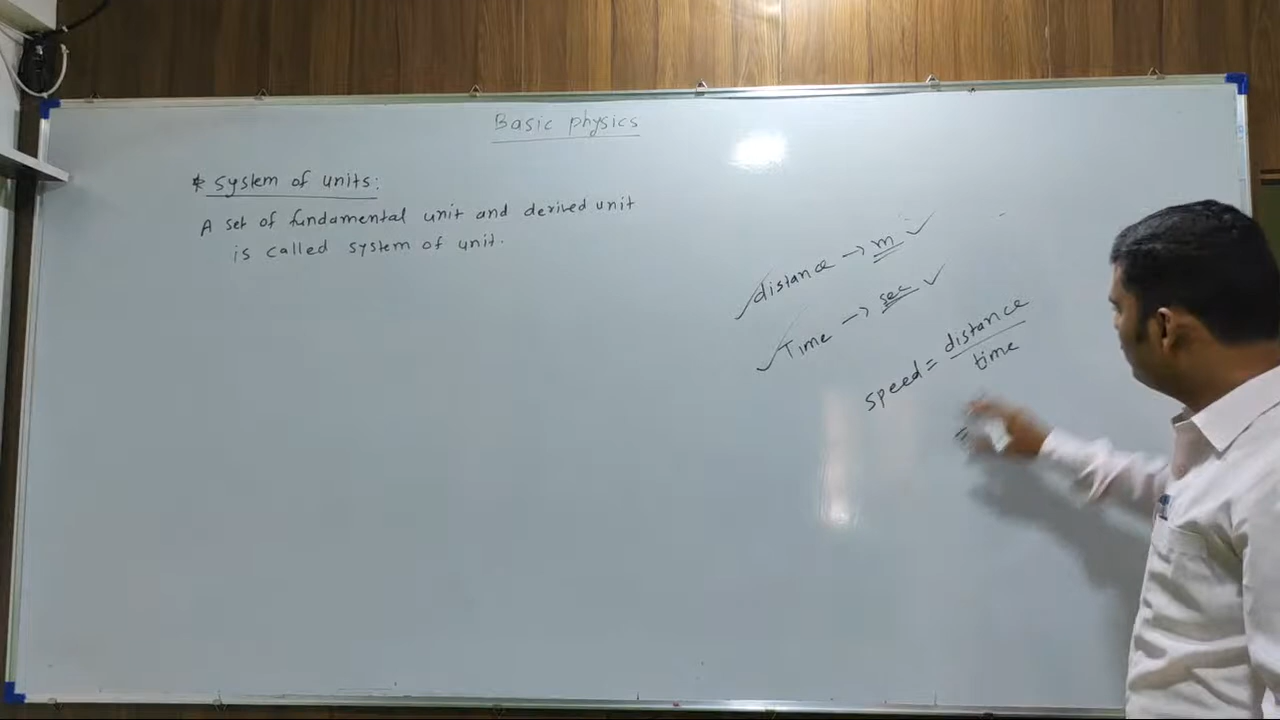 Basic physics
* System of units:
A set of fundamental unit and derived unit
is called system of unit.
distance → m ✓
Time → sec ✓
speed = distance
time
=